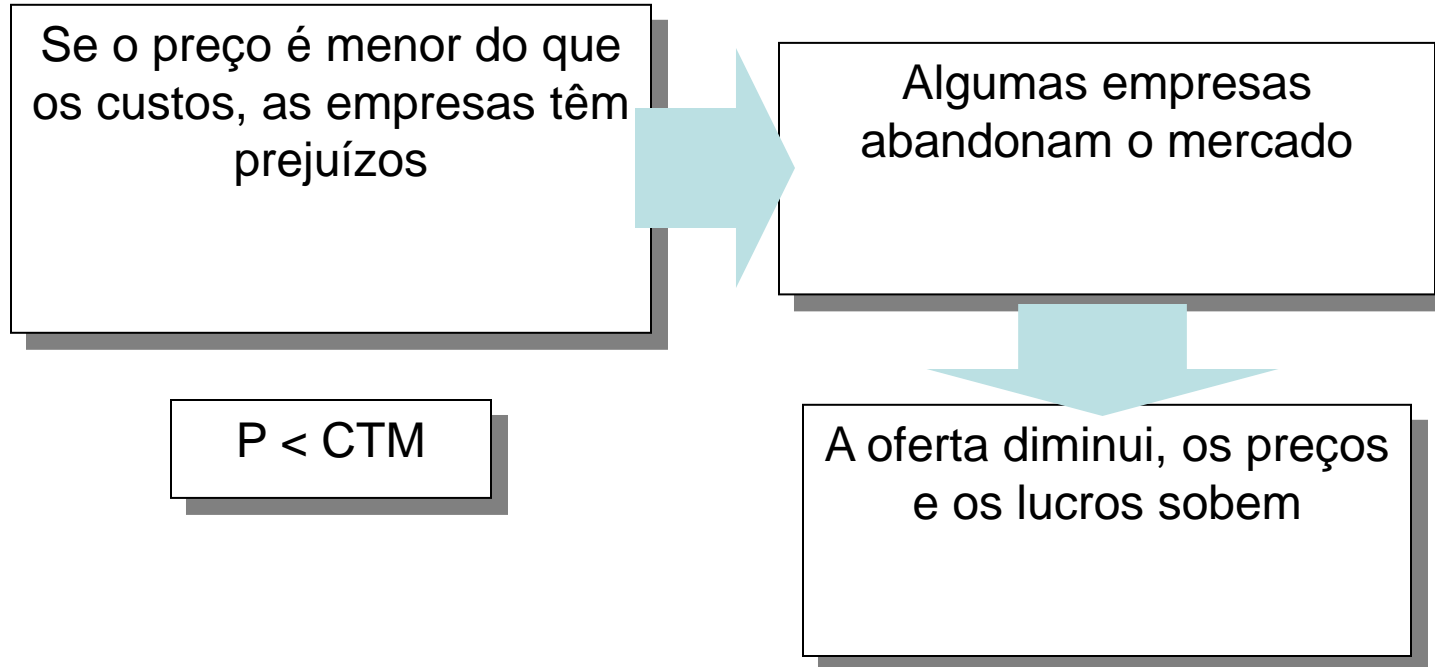 Se o preço é menor do que
os custos, as empresas têm
prejuízos
Algumas empresas
abandonam o mercado
P < CTM
A oferta diminui, os preços
e os lucros sobem